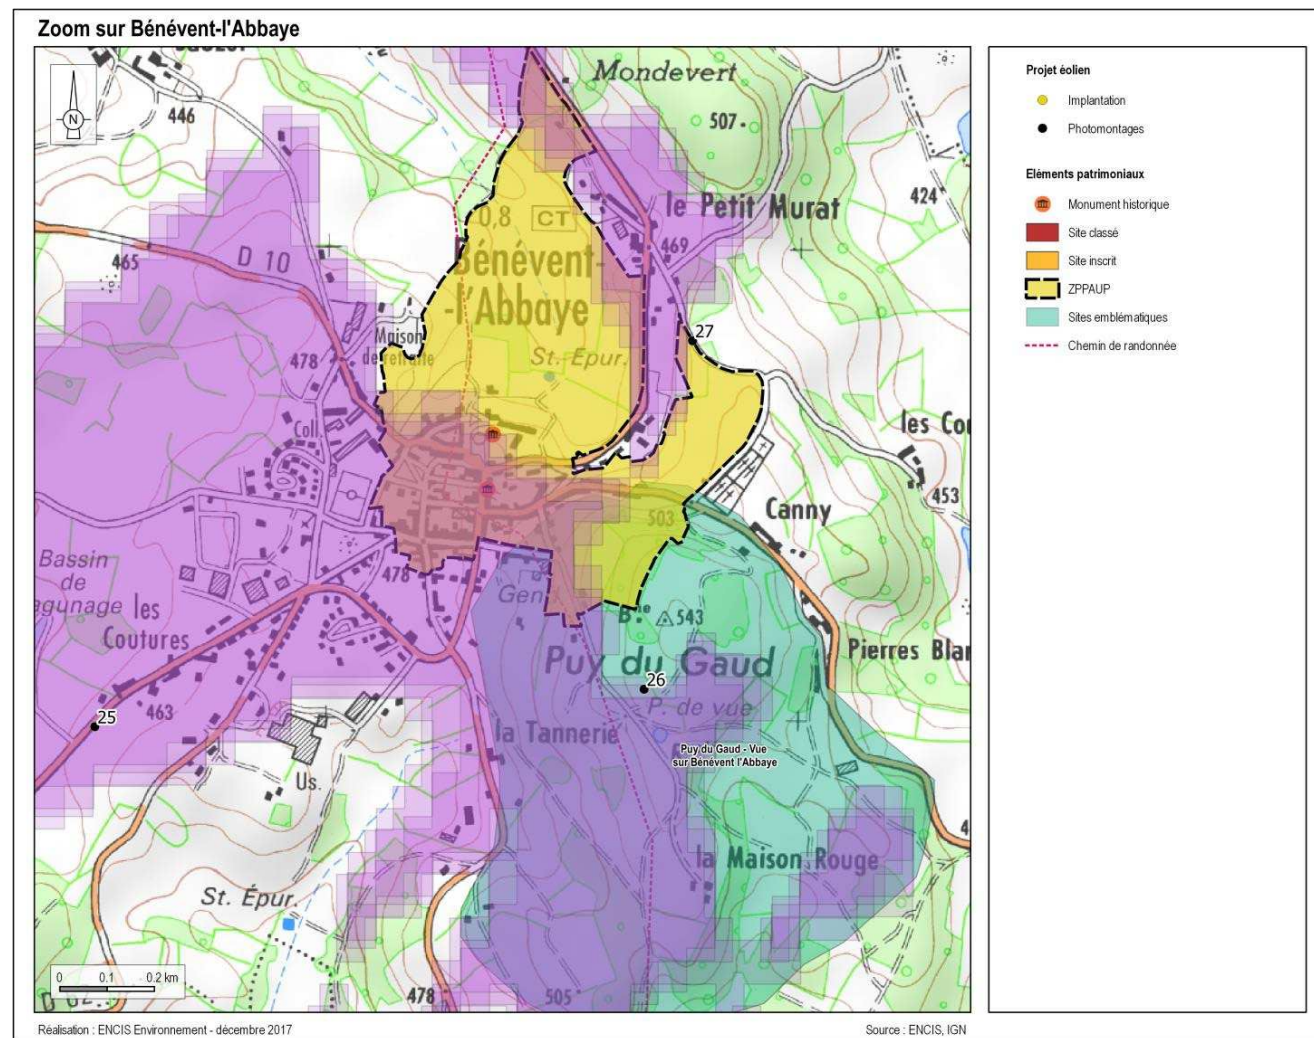 Zoom sur Bénévent-l'Abbaye
N
446
Mondevert
507
424
0,8 CT
le Petit Murat
469
465
D 10
Bénévent-
-l'Abbaye
27
Maison
de retraite
478
St. Épur.
Coll.
les
453
503
Canny
Bassin
de
478
les
Coutures
543
Puy du Gaud
Pierres
26
P. de vue
25
463
la Tannerie
Puy du Gaud - Vue
sur Bénévent l'Abbaye
Us.
la Maison Rouge
St. Épur.
0 0.1 0.2 km
478
505
Projet éolien
Implantation
Photomontages
Eléments patrimoniaux
Monument historique
Site classé
Site inscrit
ZPPAUP
Sites emblématiques
Chemin de randonnée
Réalisation : ENCIS Environnement - décembre 2017
Source : ENCIS, IGN